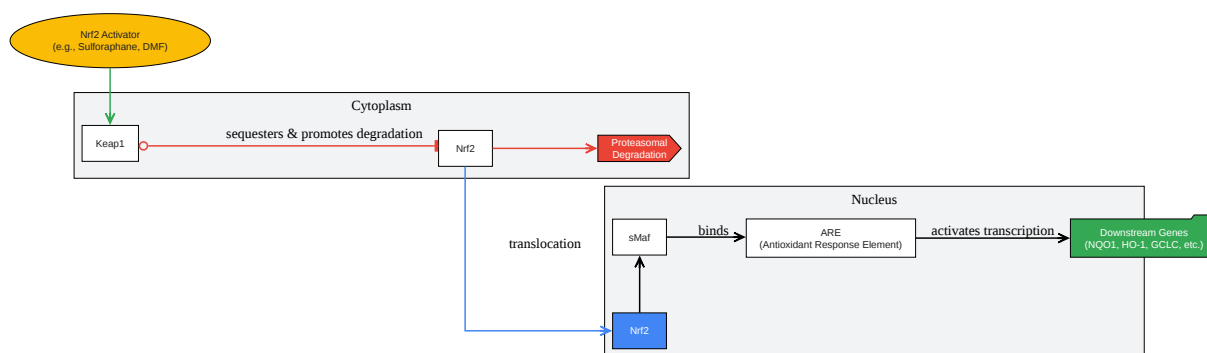 Nrf2 Activator
(e.g., Sulforaphane, DMF)
Cytoplasm
Keap1
sequesters & promotes degradation
Nrf2
Proteasomal
Degradation
Nucleus
translocation
sMaf
binds
ARE
(Antioxidant Response Element)
activates transcription
Downstream Genes
(NQO1, HO-1, GCLC, etc.)
Nrf2